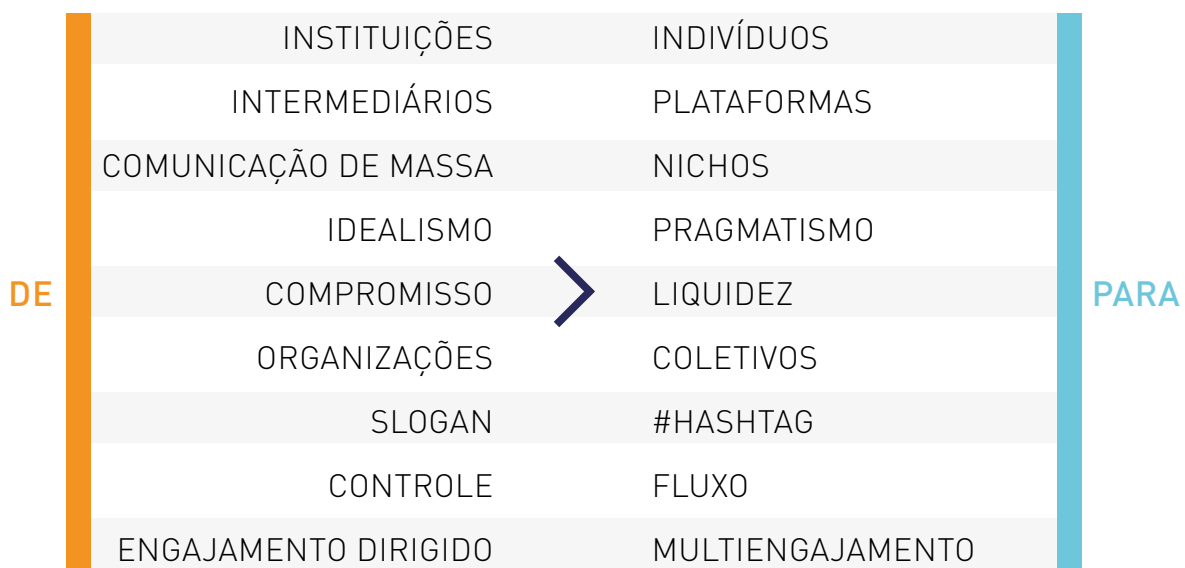 INSTITUIÇÕES INDIVÍDUOS
INTERMEDIÁRIOS PLATAFORMAS
COMUNICAÇÃO DE MASSA NICHOS
IDEALISMO PRAGMATISMO
DE COMPROMISSO > LIQUIDEZ PARA
ORGANIZAÇÕES COLETIVOS
SLOGAN #HASHTAG
CONTROLE FLUXO
ENGAJAMENTO DIRIGIDO MULTIENGAJAMENTO